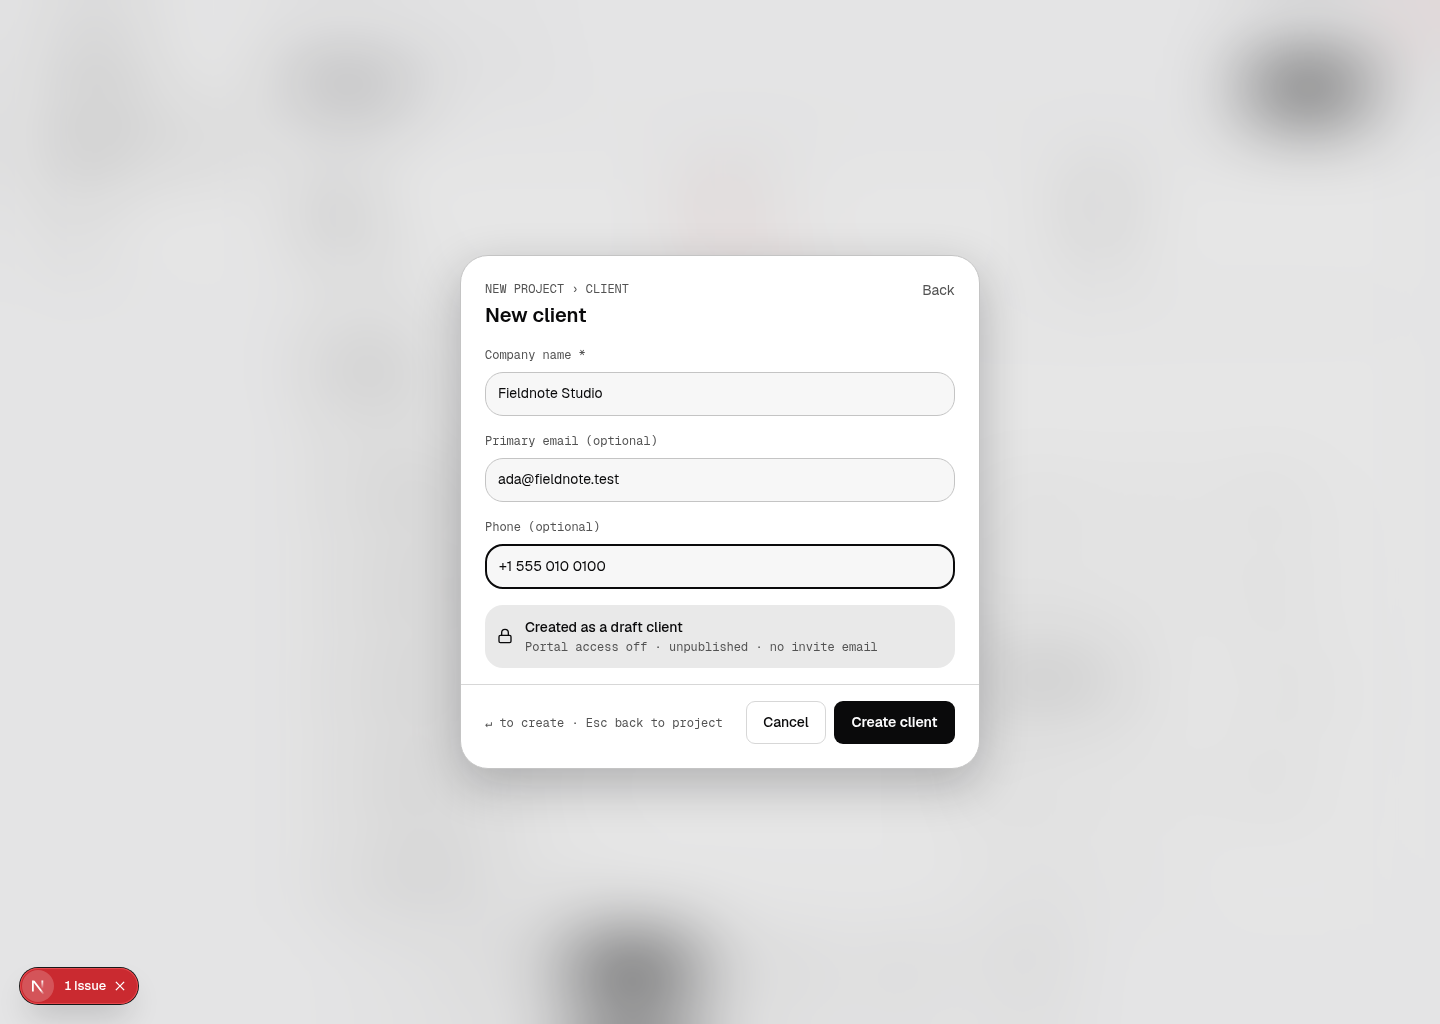 NEW PROJECT › CLIENT
Back
New client
Company name *
Fieldnote Studio
Primary email (optional)
ada@fieldnote.test
Phone (optional)
+1 555 010 0100
Created as a draft client
Portal access off · unpublished · no invite email
↵ to create · Esc back to project
Cancel
Create client
N
1 Issue